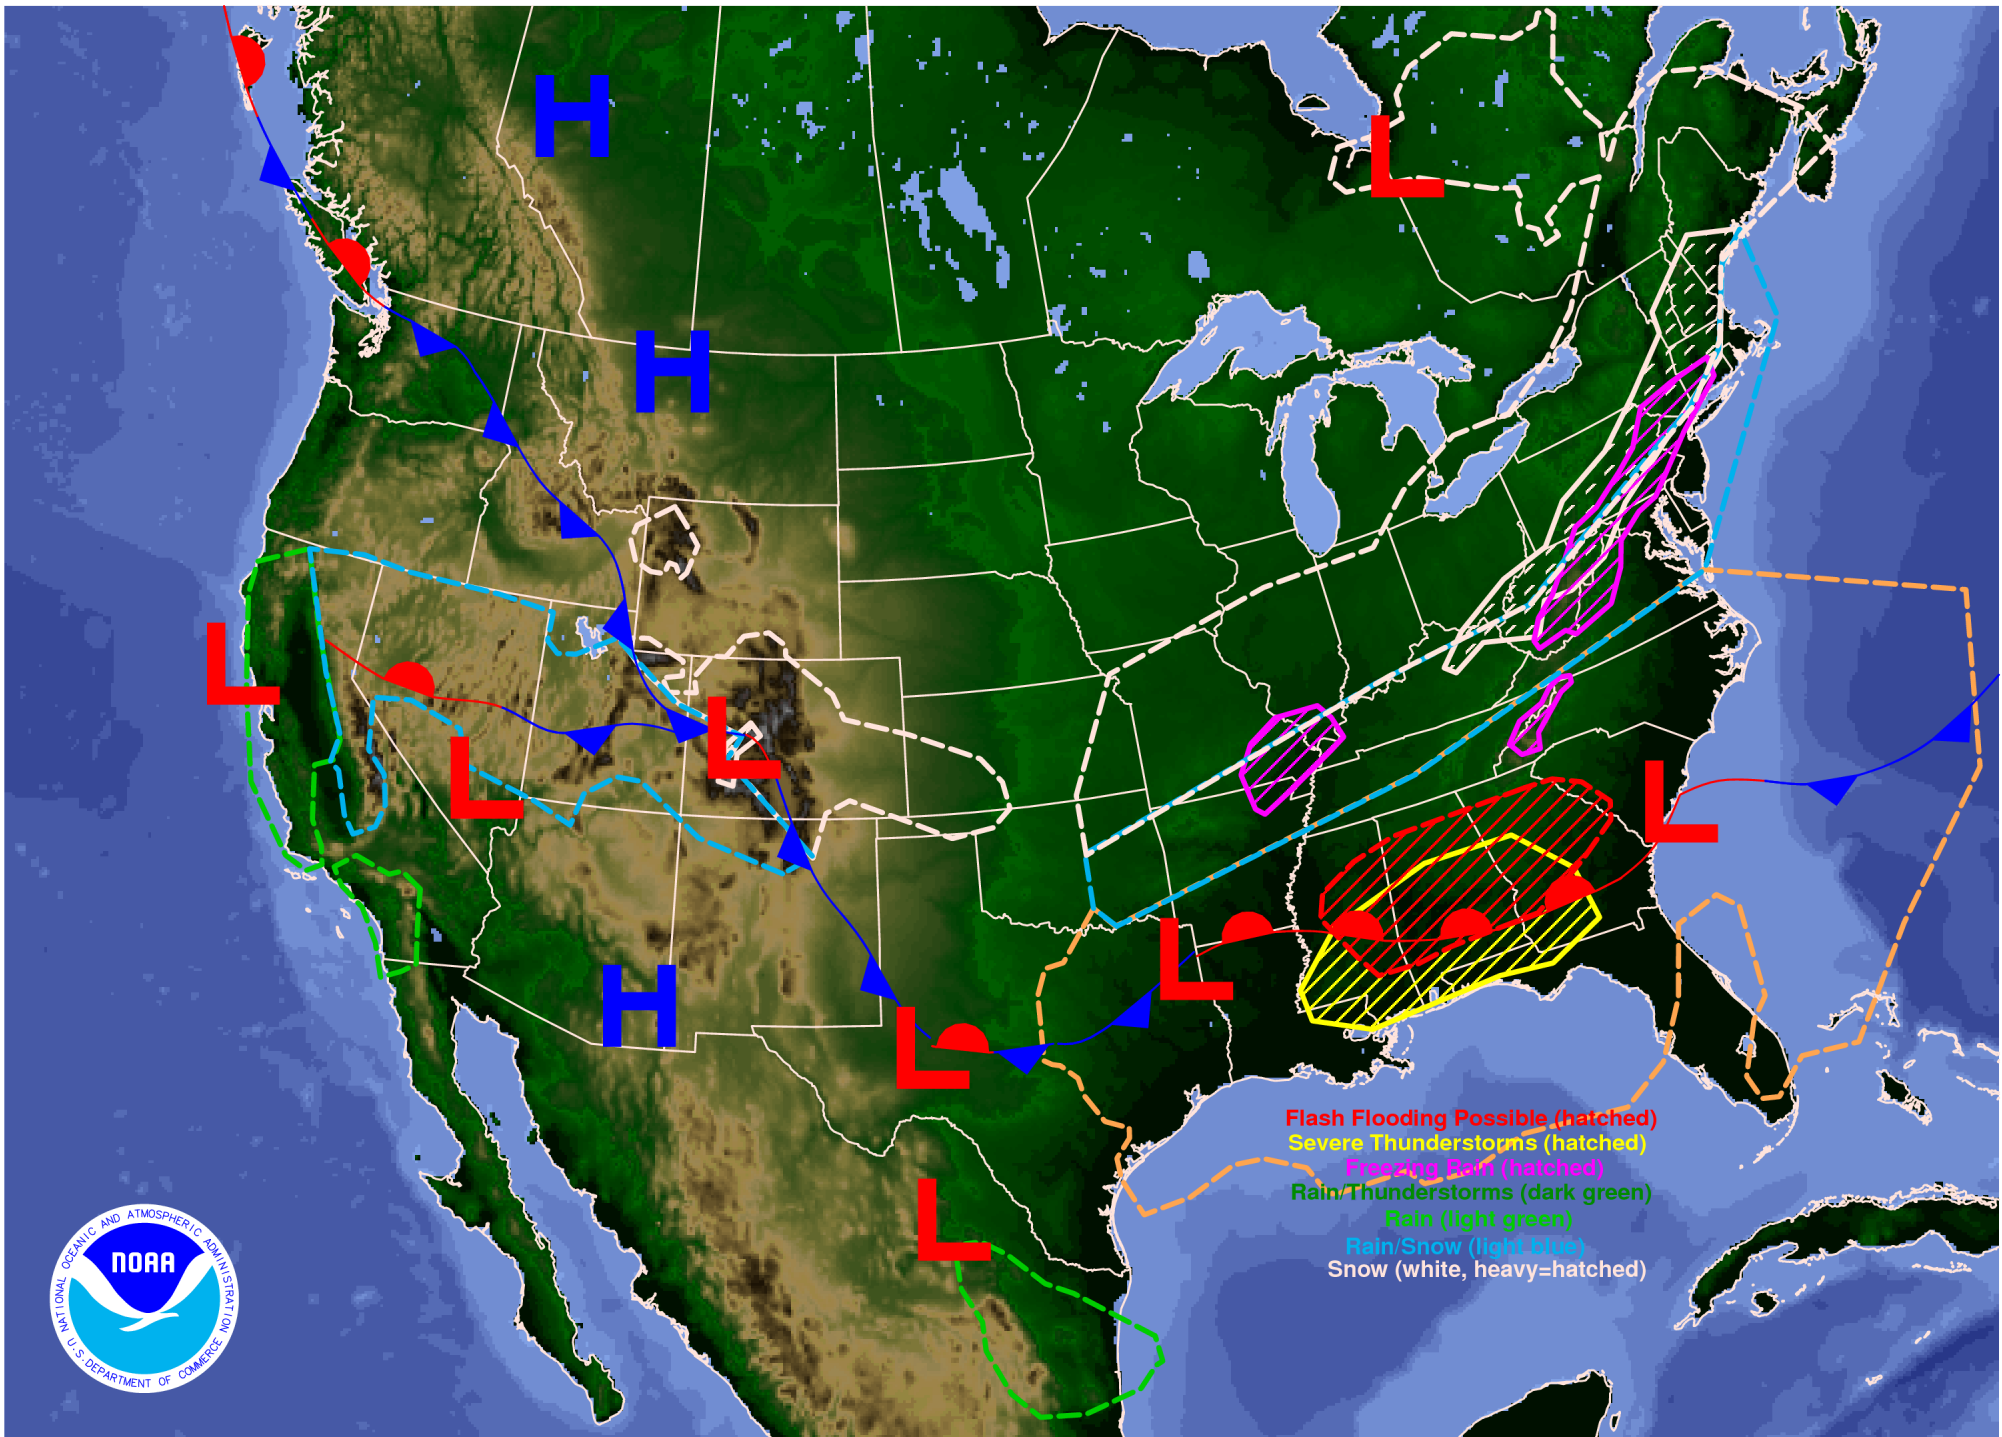 H
L
H
L
L
L
L
H
L
L
L
Flash Flooding Possible (hatched)
Severe Thunderstorms (hatched)
Freezing Rain (hatched)
Rain/Thunderstorms (dark green)
Rain (light green)
Rain/Snow (light blue)
Snow (white, heavy=hatched)
NATIONAL OCEANIC AND ATMOSPHERIC ADMINISTRATION
NOAA
U.S. DEPARTMENT OF COMMERCE